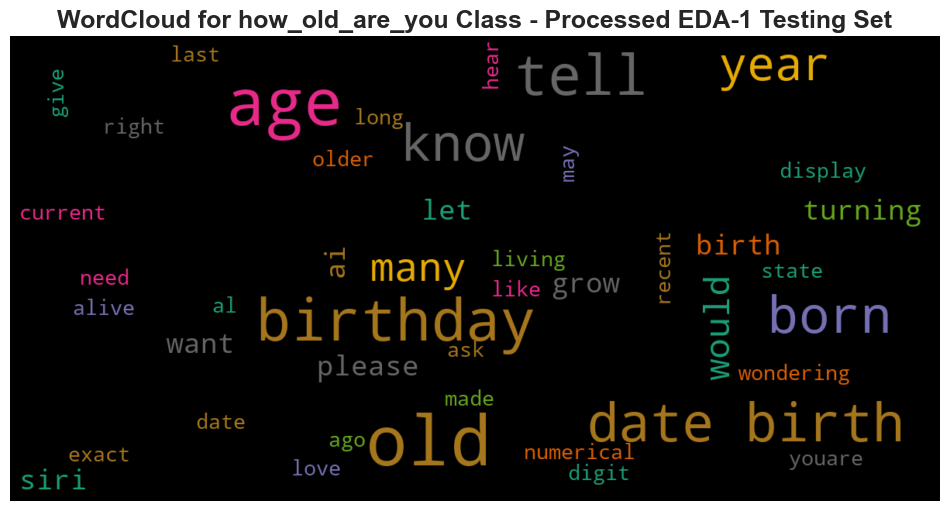 WordCloud for how_old_are_you Class - Processed EDA-1 Testing Set
last
hear
tell
year
give
age
long
right
know
older
may
display
current
let
turning
ai
many
living
recent
birth
need
like
grow
state
alive
al
birthday
would
born
want
please
ask
wondering
made
date
ago
old
date birth
exact
love
numerical
youare
siri
digit